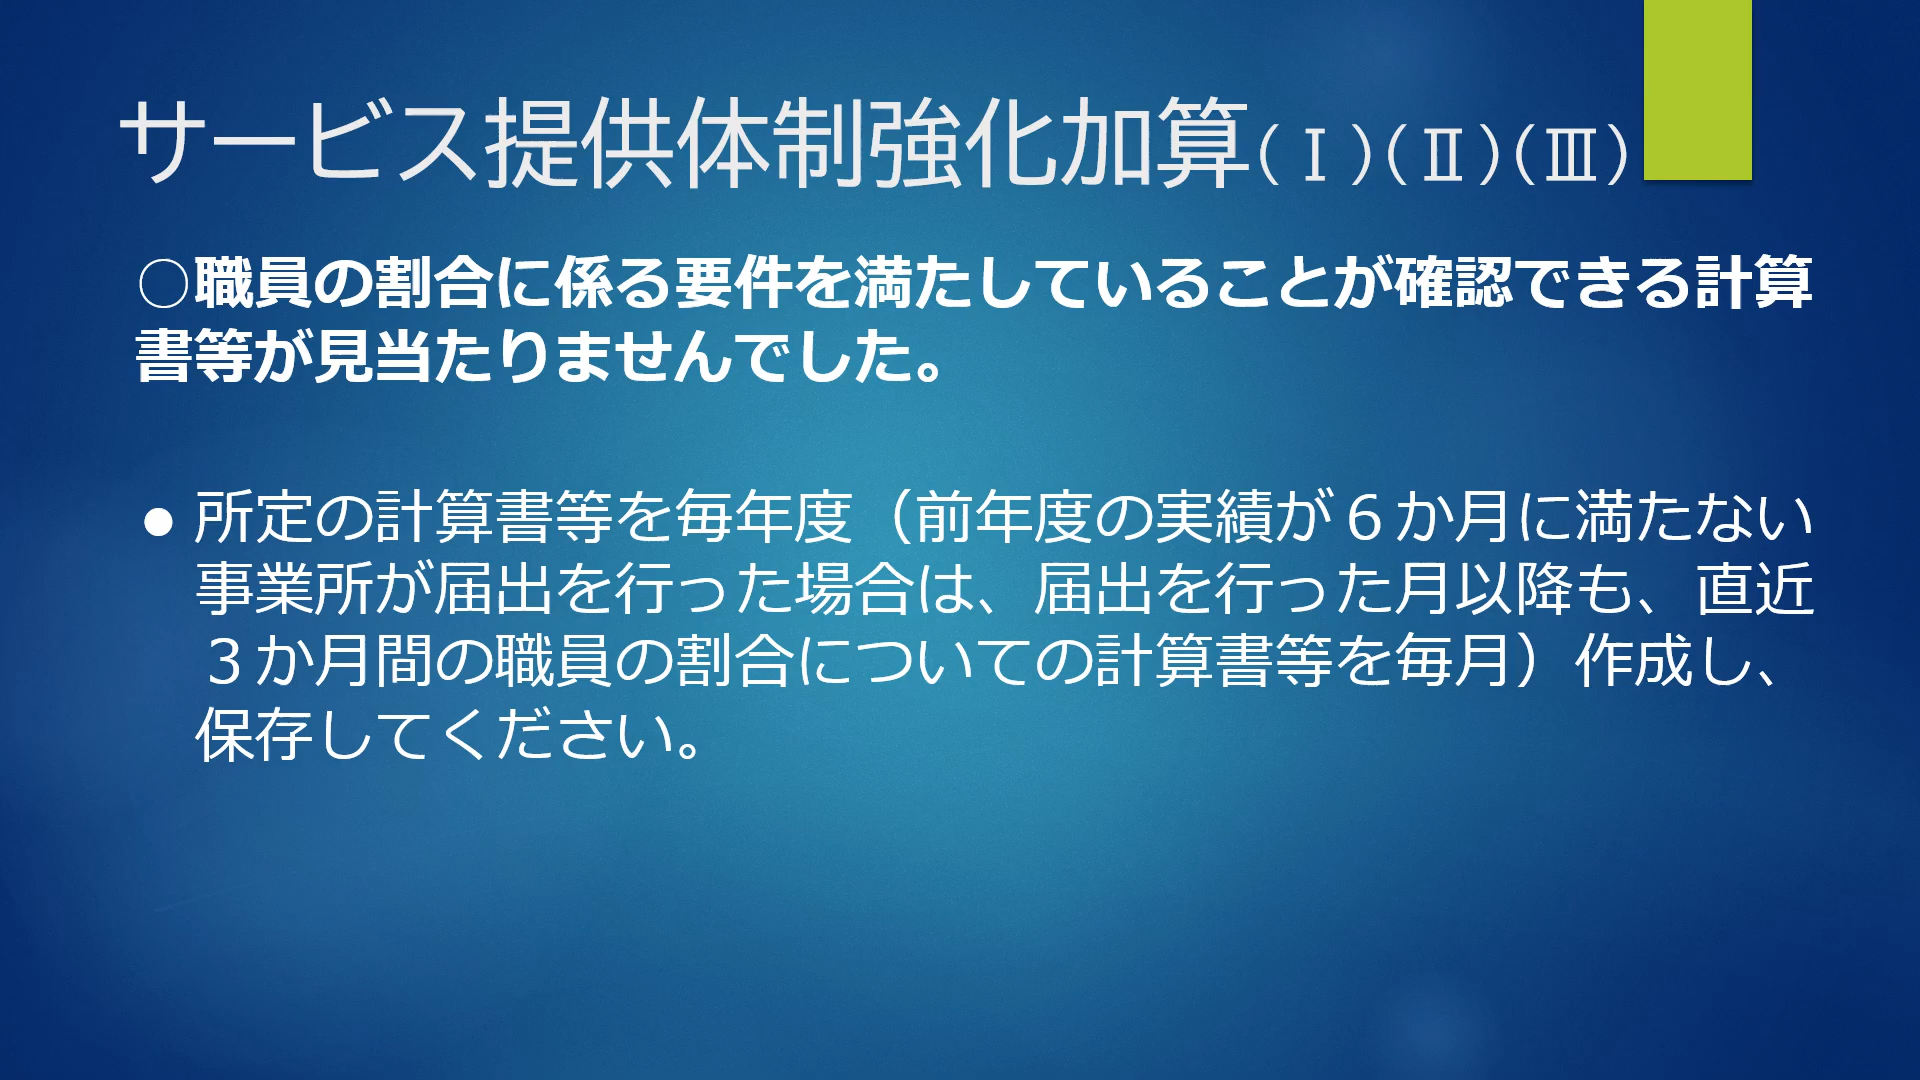 サービス提供体制強化加算(Ⅰ)(Ⅱ)(Ⅲ)
○職員の割合に係る要件を満たしていることが確認できる計算
書等が見当たりませんでした。
● 所定の計算書等を毎年度（前年度の実績が６か月に満たない
事業所が届出を行った場合は、届出を行った月以降も、直近
３か月間の職員の割合についての計算書等を毎月）作成し、
保存してください。